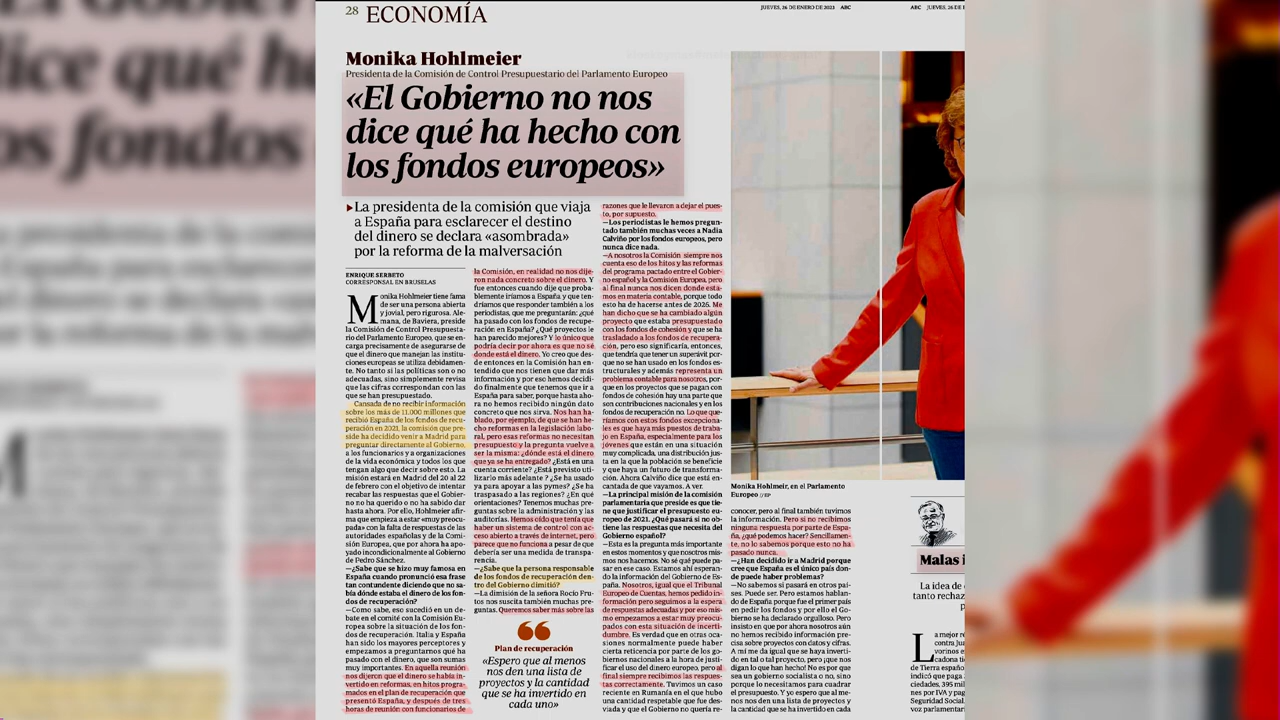 28 ECONOMÍA
JUEVES, 26 DE ENERO DE 2023 ABC
ABC JUEVES, 26 DE E
Monika Hohlmeier
Presidenta de la Comisión de Control Presupuestario del Parlamento Europeo
«El Gobierno no nos
dice qué ha hecho con
los fondos europeos»
La presidenta de la comisión que viaja
a España para esclarecer el destino
del dinero se declara «asombrada»
por la reforma de la malversación
ENRIQUE SERBETO
CORRESPONSAL EN BRUSELAS
Monika Hohlmeier tiene fama
de ser una persona abierta
y jovial, pero rigurosa. Ale-
mana, de Baviera, preside
la Comisión de Control Presupuesta-
rio del Parlamento Europeo, que se en-
carga precisamente de asegurarse de
que el dinero que manejan las institu-
ciones europeas se utiliza debidamen-
te. No tanto si las políticas son o no
adecuadas, sino simplemente revisa
que las cifras correspondan con las
que se han presupuestado.
Cansada de no recibir información
sobre los más de 11.000 millones que
recibió España de los fondos de recu-
peración en 2021, la comisión que pre-
side ha decidido venir a Madrid para
preguntar directamente al Gobierno,
a los funcionarios y a organizaciones
de la vida económica y todos los que
tengan algo que decir sobre esto. La
misión estará en Madrid del 20 al 22
de febrero con el objetivo de intentar
recabar las respuestas que el Gobier-
no no ha querido o no ha sabido dar
hasta ahora. Por ello, Hohlmeier afir-
ma que empieza a estar «muy preocu-
pada» con la falta de respuestas de las
autoridades españolas y de la Comi-
sión Europea, que por ahora ha apo-
yado incondicionalmente al Gobierno
de Pedro Sánchez.
—¿Sabe que se hizo muy famosa en
España cuando pronunció esa frase
tan contundente diciendo que no sa-
bía dónde estaba el dinero de los fon-
dos de recuperación?
—Como sabe, eso sucedió en un de-
bate en el comité con la Comisión Eu-
ropea sobre la situación de los fon-
dos de recuperación. Italia y España
han sido los mayores perceptores y
empezamos a preguntarnos qué ha
pasado con el dinero, que son sumas
muy importantes. En aquella reunión
nos dijeron que el dinero se había in-
vertido en reformas, en hitos progra-
mados en el plan de recuperación que
presentó España, y después de tres
horas de reunión con funcionarios de
la Comisión, en realidad no nos dije-
ron nada concreto sobre el dinero. Y
fue entonces cuando dije que proba-
blemente iríamos a España y que ten-
dríamos que responder también a los
periodistas, que me preguntarán: ¿qué
ha pasado con los fondos de recupe-
ración en España? ¿Qué proyectos le
han parecido mejores? Y lo único que
podría decir por ahora es que no sé
donde está el dinero. Yo creo que des-
de entonces en la Comisión han en-
tendido que nos tienen que dar más
información y por eso hemos decidi-
do finalmente que tenemos que ir a
España para saber, porque hasta aho-
ra no hemos recibido ningún dato
concreto que nos sirva. Nos han ha-
blado, por ejemplo, de que se han he-
cho reformas en la legislación labo-
ral, pero esas reformas no necesitan
presupuesto y la pregunta vuelve a
ser la misma: ¿dónde está el dinero
que ya se ha entregado? ¿Está en una
cuenta corriente? ¿Está previsto uti-
lizarlo más adelante? ¿Se ha usado
ya para apoyar a las pymes? ¿Se ha
traspasado a las regiones? ¿En qué
orientaciones? Tenemos muchas pre-
guntas sobre la administración y las
auditorías. Hemos oído que tenía que
haber un sistema de control con ac-
ceso abierto a través de internet, pero
parece que no funciona a pesar de que
debería ser una medida de transpa-
rencia.
—¿Sabe que la persona responsable
de los fondos de recuperación den-
tro del Gobierno dimitió?
—La dimisión de la señora Rocío Fru-
tos nos suscita también muchas pre-
guntas. Queremos saber más sobre las
Plan de recuperación
«Espero que al menos
nos den una lista de
proyectos y la cantidad
que se ha invertido en
cada uno»
razones que le llevaron a dejar el pues-
to, por supuesto.
—Los periodistas le hemos pregun-
tado también muchas veces a Nadia
Calviño por los fondos europeos, pero
nunca dice nada.
—A nosotros la Comisión siempre nos
cuenta eso de los hitos y las reformas
del programa pactado entre el Gobier-
no español y la Comisión Europea, pero
al final nunca nos dicen donde esta-
mos en materia contable, porque todo
esto ha de hacerse antes de 2026. Me
han dicho que se ha cambiado algún
proyecto que estaba presupuestado
con los fondos de cohesión y que se ha
trasladado a los fondos de recupera-
ción, pero eso significaría, entonces,
que tendría que tener un superávit por-
que no se han usado en los fondos es-
tructurales y además representa un
problema contable para nosotros, por-
que en los proyectos que se pagan con
fondos de cohesión hay una parte que
son contribuciones nacionales y en los
fondos de recuperación no. Lo que que-
ríamos con estos fondos excepciona-
les es que haya más puestos de traba-
jo en España, especialmente para los
jóvenes que están en una situación
muy complicada, una distribución jus-
ta en la que la población se beneficie
y que haya un futuro de transforma-
ción. Ahora Calviño dice que está en-
cantada de que vayamos. A ver.
—La principal misión de la comisión
parlamentaria que preside es que tie-
ne que justificar el presupuesto eu-
ropeo de 2021. ¿Qué pasará si no ob-
tiene las respuestas que necesita del
Gobierno español?
—Esta es la pregunta más importante
en estos momentos y que nosotros mis-
mos nos hacemos. No sé qué puede pa-
sar en ese caso. Estamos ahí esperan-
do la información del Gobierno de Es-
paña. Nosotros, igual que el Tribunal
Europeo de Cuentas, hemos pedido in-
formación pero seguimos a la espera
de respuestas adecuadas y por eso mis-
mo empezamos a estar muy preocu-
pados con esta situación de incerti-
dumbre. Es verdad que en otras oca-
siones normalmente puede haber
cierta reticencia por parte de los go-
biernos nacionales a la hora de justi-
ficar el uso del dinero europeo, pero al
final siempre recibimos las respues-
tas correctamente. Tuvimos un caso
reciente en Rumanía en el que hubo
una cantidad respetable que fue des-
viada y que el Gobierno no quería re-
Monika Hohlmeir, en el Parlamento
Europeo // EP
conocer, pero al final también tuvimos
la información. Pero si no recibimos
ninguna respuesta por parte de Espa-
ña, ¿qué podemos hacer? Sencillamen-
te, no lo sabemos porque esto no ha
pasado nunca.
—¿Han decidido ir a Madrid porque
cree que España es el único país don-
de puede haber problemas?
—No sabemos si pasará en otros paí-
ses. Puede ser. Pero estamos hablan-
do de España porque fue el primer país
en pedir los fondos y por ello el Go-
bierno se ha declarado orgulloso. Pero
insisto en que por ahora nosotros aún
no hemos recibido información pre-
cisa sobre proyectos con datos y cifras.
A mí me da igual que se haya inverti-
do en tal o tal proyecto, pero ¡que nos
digan lo que han hecho! No es por que
sea un gobierno socialista o no, sino
porque lo necesitamos para cuadrar
el presupuesto. Y yo espero que al me-
nos nos den una lista de proyectos y
la cantidad que se ha invertido en cada
Malas i
La idea de
tanto rechaz
p
La mejor re
contra Jua
vorinos e
cadona ti
de Tierra españo
indicó que paga
ciedades, 395 mil
nes por IVA y pag
Seguridad Social.
voz parlamentari